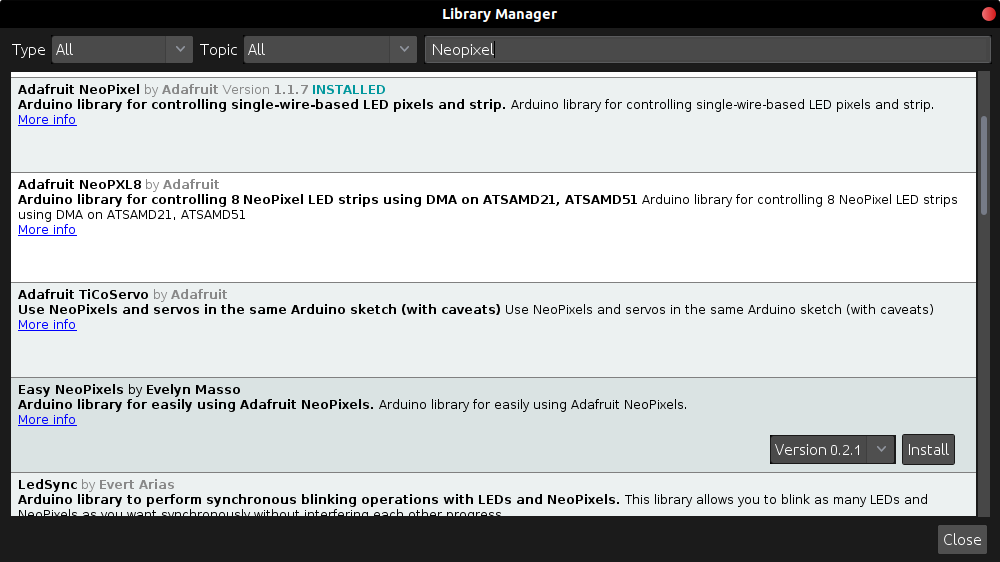 Library Manager
Type All Topic All Neopixel
Adafruit NeoPixel by Adafruit Version 1.1.7 INSTALLED
Arduino library for controlling single-wire-based LED pixels and strip. Arduino library for controlling single-wire-based LED pixels and strip.
More info
Adafruit NeoPXL8 by Adafruit
Arduino library for controlling 8 NeoPixel LED strips using DMA on ATSAMD21, ATSAMD51 Arduino library for controlling 8 NeoPixel LED strips
using DMA on ATSAMD21, ATSAMD51
More info
Adafruit TiCoServo by Adafruit
Use NeoPixels and servos in the same Arduino sketch (with caveats) Use NeoPixels and servos in the same Arduino sketch (with caveats)
More info
Easy NeoPixels by Evelyn Masso
Arduino library for easily using Adafruit NeoPixels. Arduino library for easily using Adafruit NeoPixels.
More info
Version 0.2.1 Install
LedSync by Evert Arias
Arduino library to perform synchronous blinking operations with LEDs and NeoPixels. This library allows you to blink as many LEDs and
NeoPixels as you want synchronously without interfering each other progress
Close